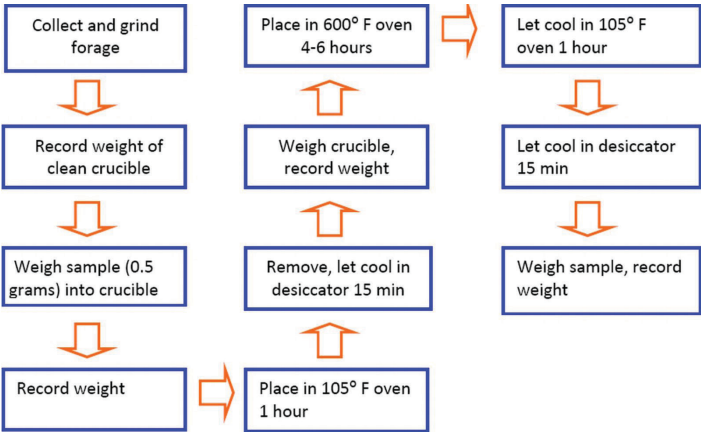 Collect and grind
forage
Record weight of
clean crucible
Weigh sample (0.5
grams) into crucible
Record weight
Place in 105° F oven
1 hour
Remove, let cool in
desiccator 15 min
Weigh crucible,
record weight
Place in 600° F oven
4-6 hours
Let cool in 105° F
oven 1 hour
Let cool in desiccator
15 min
Weigh sample, record
weight